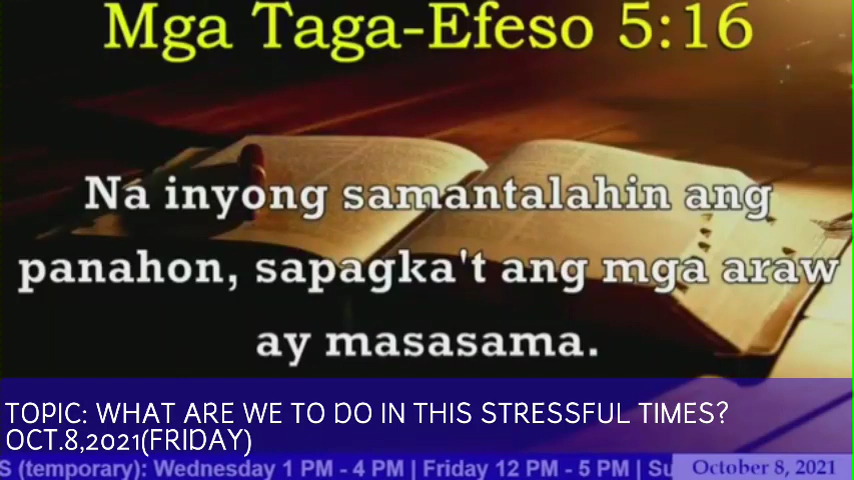 Mga Taga-Efeso 5:16
Na inyong samantalahin ang
panahon, sapagka't ang mga araw
ay masasama.
TOPIC: WHAT ARE WE TO DO IN THIS STRESSFUL TIMES?
OCT.8,2021(FRIDAY)
S (temporary): Wednesday 1 PM - 4 PM | Friday 12 PM - 5 PM | Su October 8, 2021